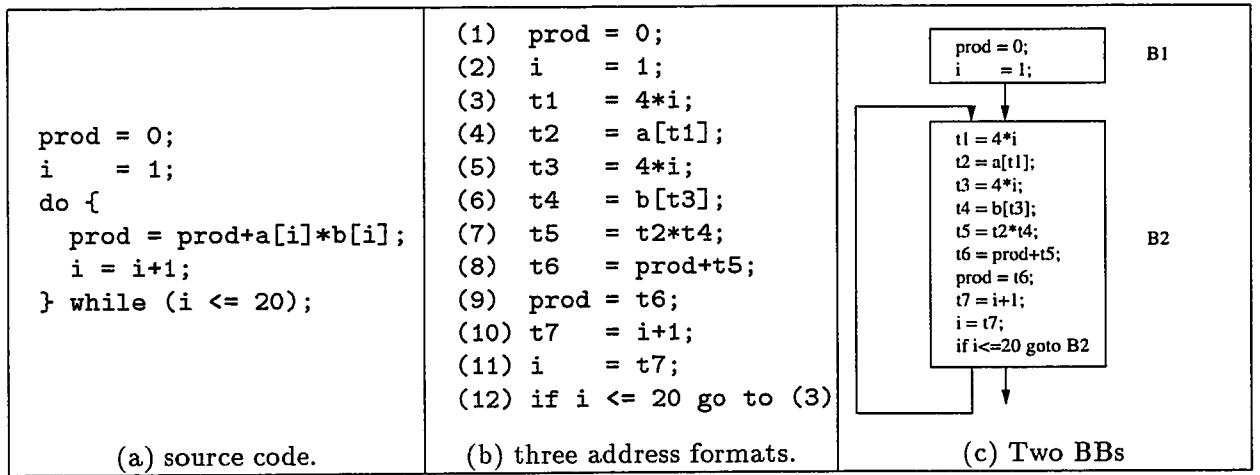 prod = 0;
i = 1;
do {
prod = prod+a[i]*b[i];
i = i+1;
} while (i <= 20);
(a) source code.
(1) prod = 0;
(2) i = 1;
(3) t1 = 4*i;
(4) t2 = a[t1];
(5) t3 = 4*i;
(6) t4 = b[t3];
(7) t5 = t2*t4;
(8) t6 = prod+t5;
(9) prod = t6;
(10) t7 = i+1;
(11) i = t7;
(12) if i <= 20 go to (3)
(b) three address formats.
prod = 0;
i = 1;
B1
t1 = 4*i
t2 = a[t1];
t3 = 4*i;
t4 = b[t3];
t5 = t2*t4;
t6 = prod+t5;
prod = t6;
t7 = i+1;
i = t7;
if i<=20 goto B2
B2
(c) Two BBs